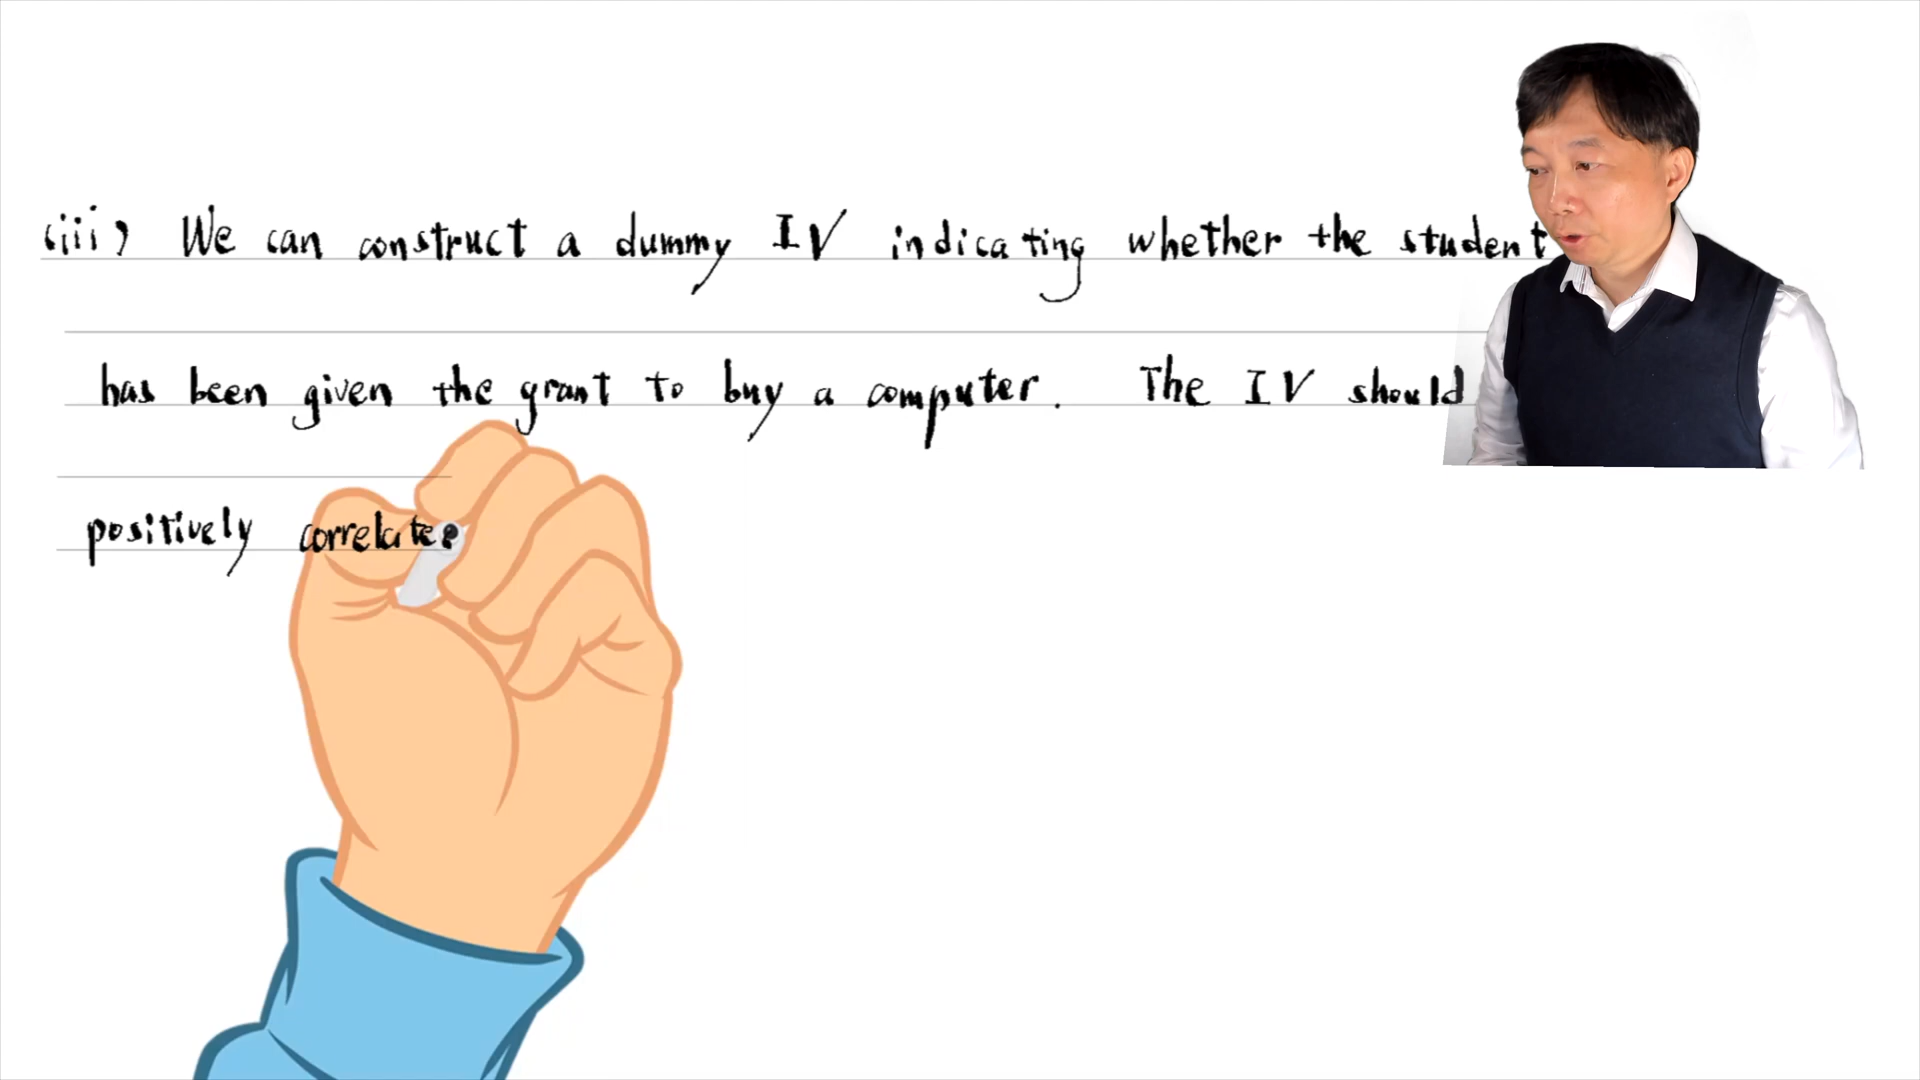 (iii) We can construct a dummy IV indicating whether the student
has been given the grant to buy a computer. The IV should
positively correlate